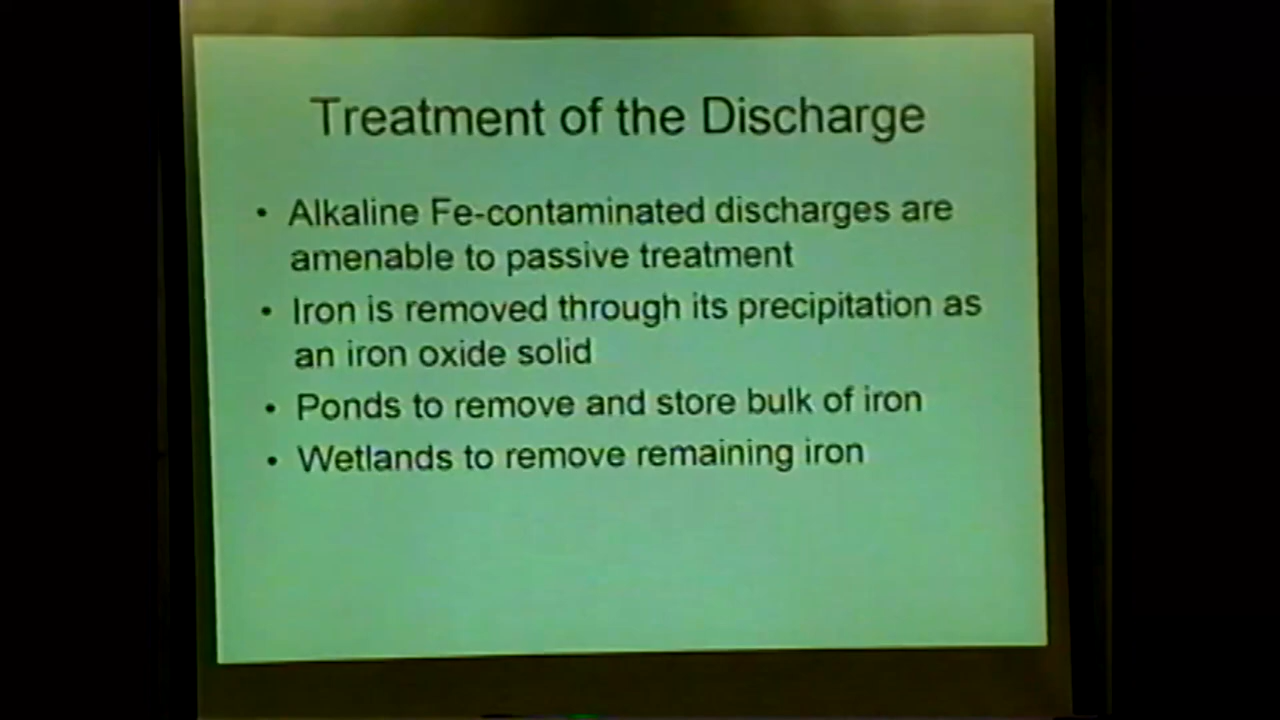 Treatment of the Discharge
• Alkaline Fe-contaminated discharges are
amenable to passive treatment
• Iron is removed through its precipitation as
an iron oxide solid
• Ponds to remove and store bulk of iron
• Wetlands to remove remaining iron